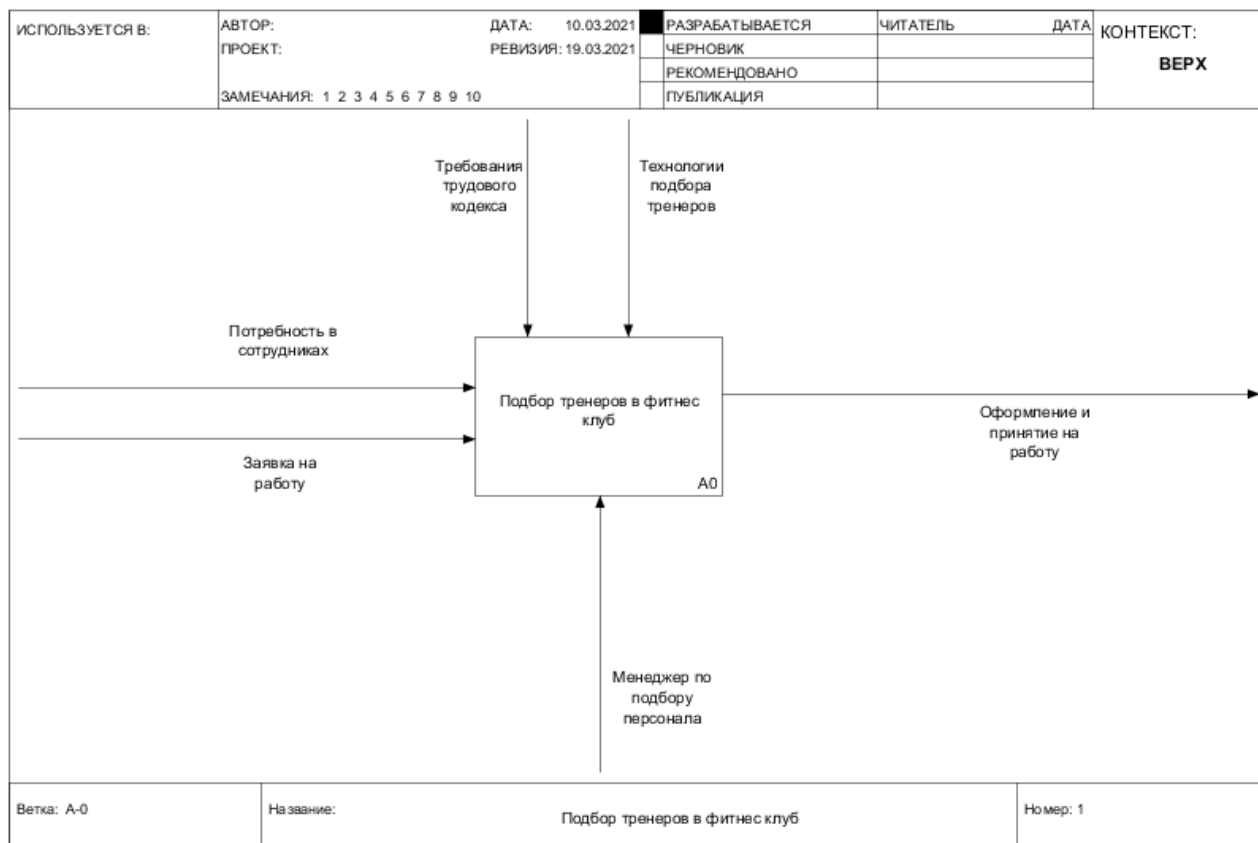 ИСПОЛЬЗУЕТСЯ В:
АВТОР:
ДАТА: 10.03.2021
РАЗРАБАТЫВАЕТСЯ
ЧИТАТЕЛЬ
ДАТА
КОНТЕКСТ:
ПРОЕКТ:
РЕВИЗИЯ: 19.03.2021
ЧЕРНОВИК
ВЕРХ
РЕКОМЕНДОВАНО
ЗАМЕЧАНИЯ: 1 2 3 4 5 6 7 8 9 10
ПУБЛИКАЦИЯ
Требования
трудового
кодекса
Технологии
подбора
тренеров
Потребность в
сотрудниках
Заявка на
работу
Подбор тренеров в фитнес
клуб
A0
Оформление и
принятие на
работу
Менеджер по
подбору
персонала
Ветка: A-0
Название:
Подбор тренеров в фитнес клуб
Номер: 1